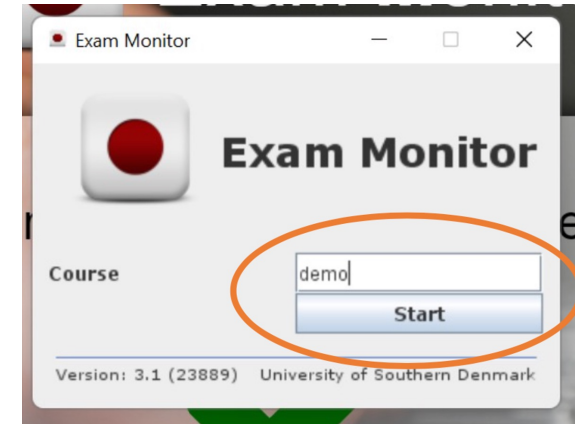 Exam Monitor
Exam Monitor
Course
demo
Start
Version: 3.1 (23889) University of Southern Denmark